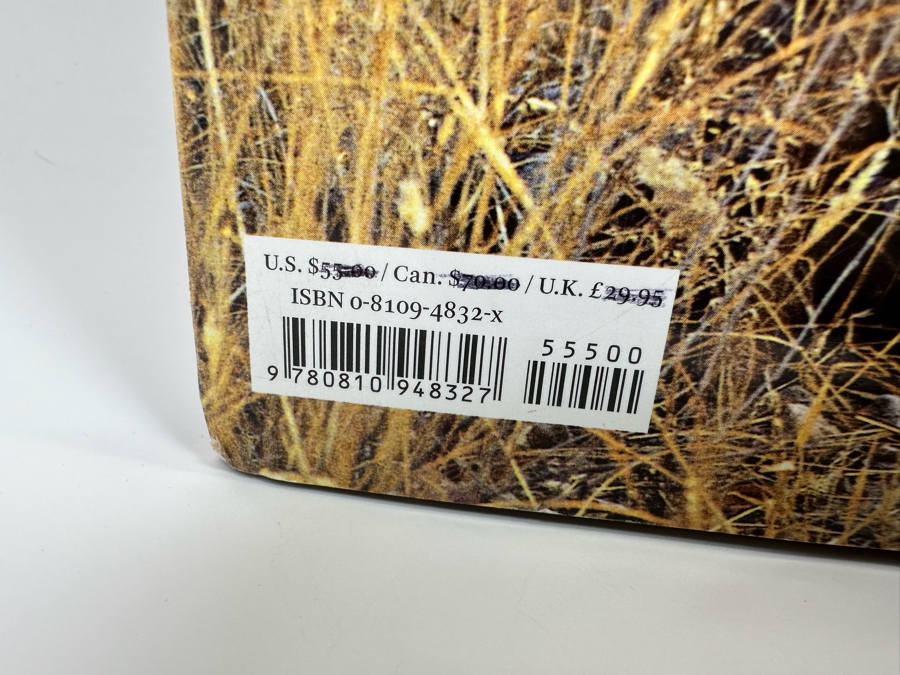 U.S. $55.00 / Can. $70.00 / U.K. £29.95
ISBN 0-8109-4832-x
55500
9 780810 948327